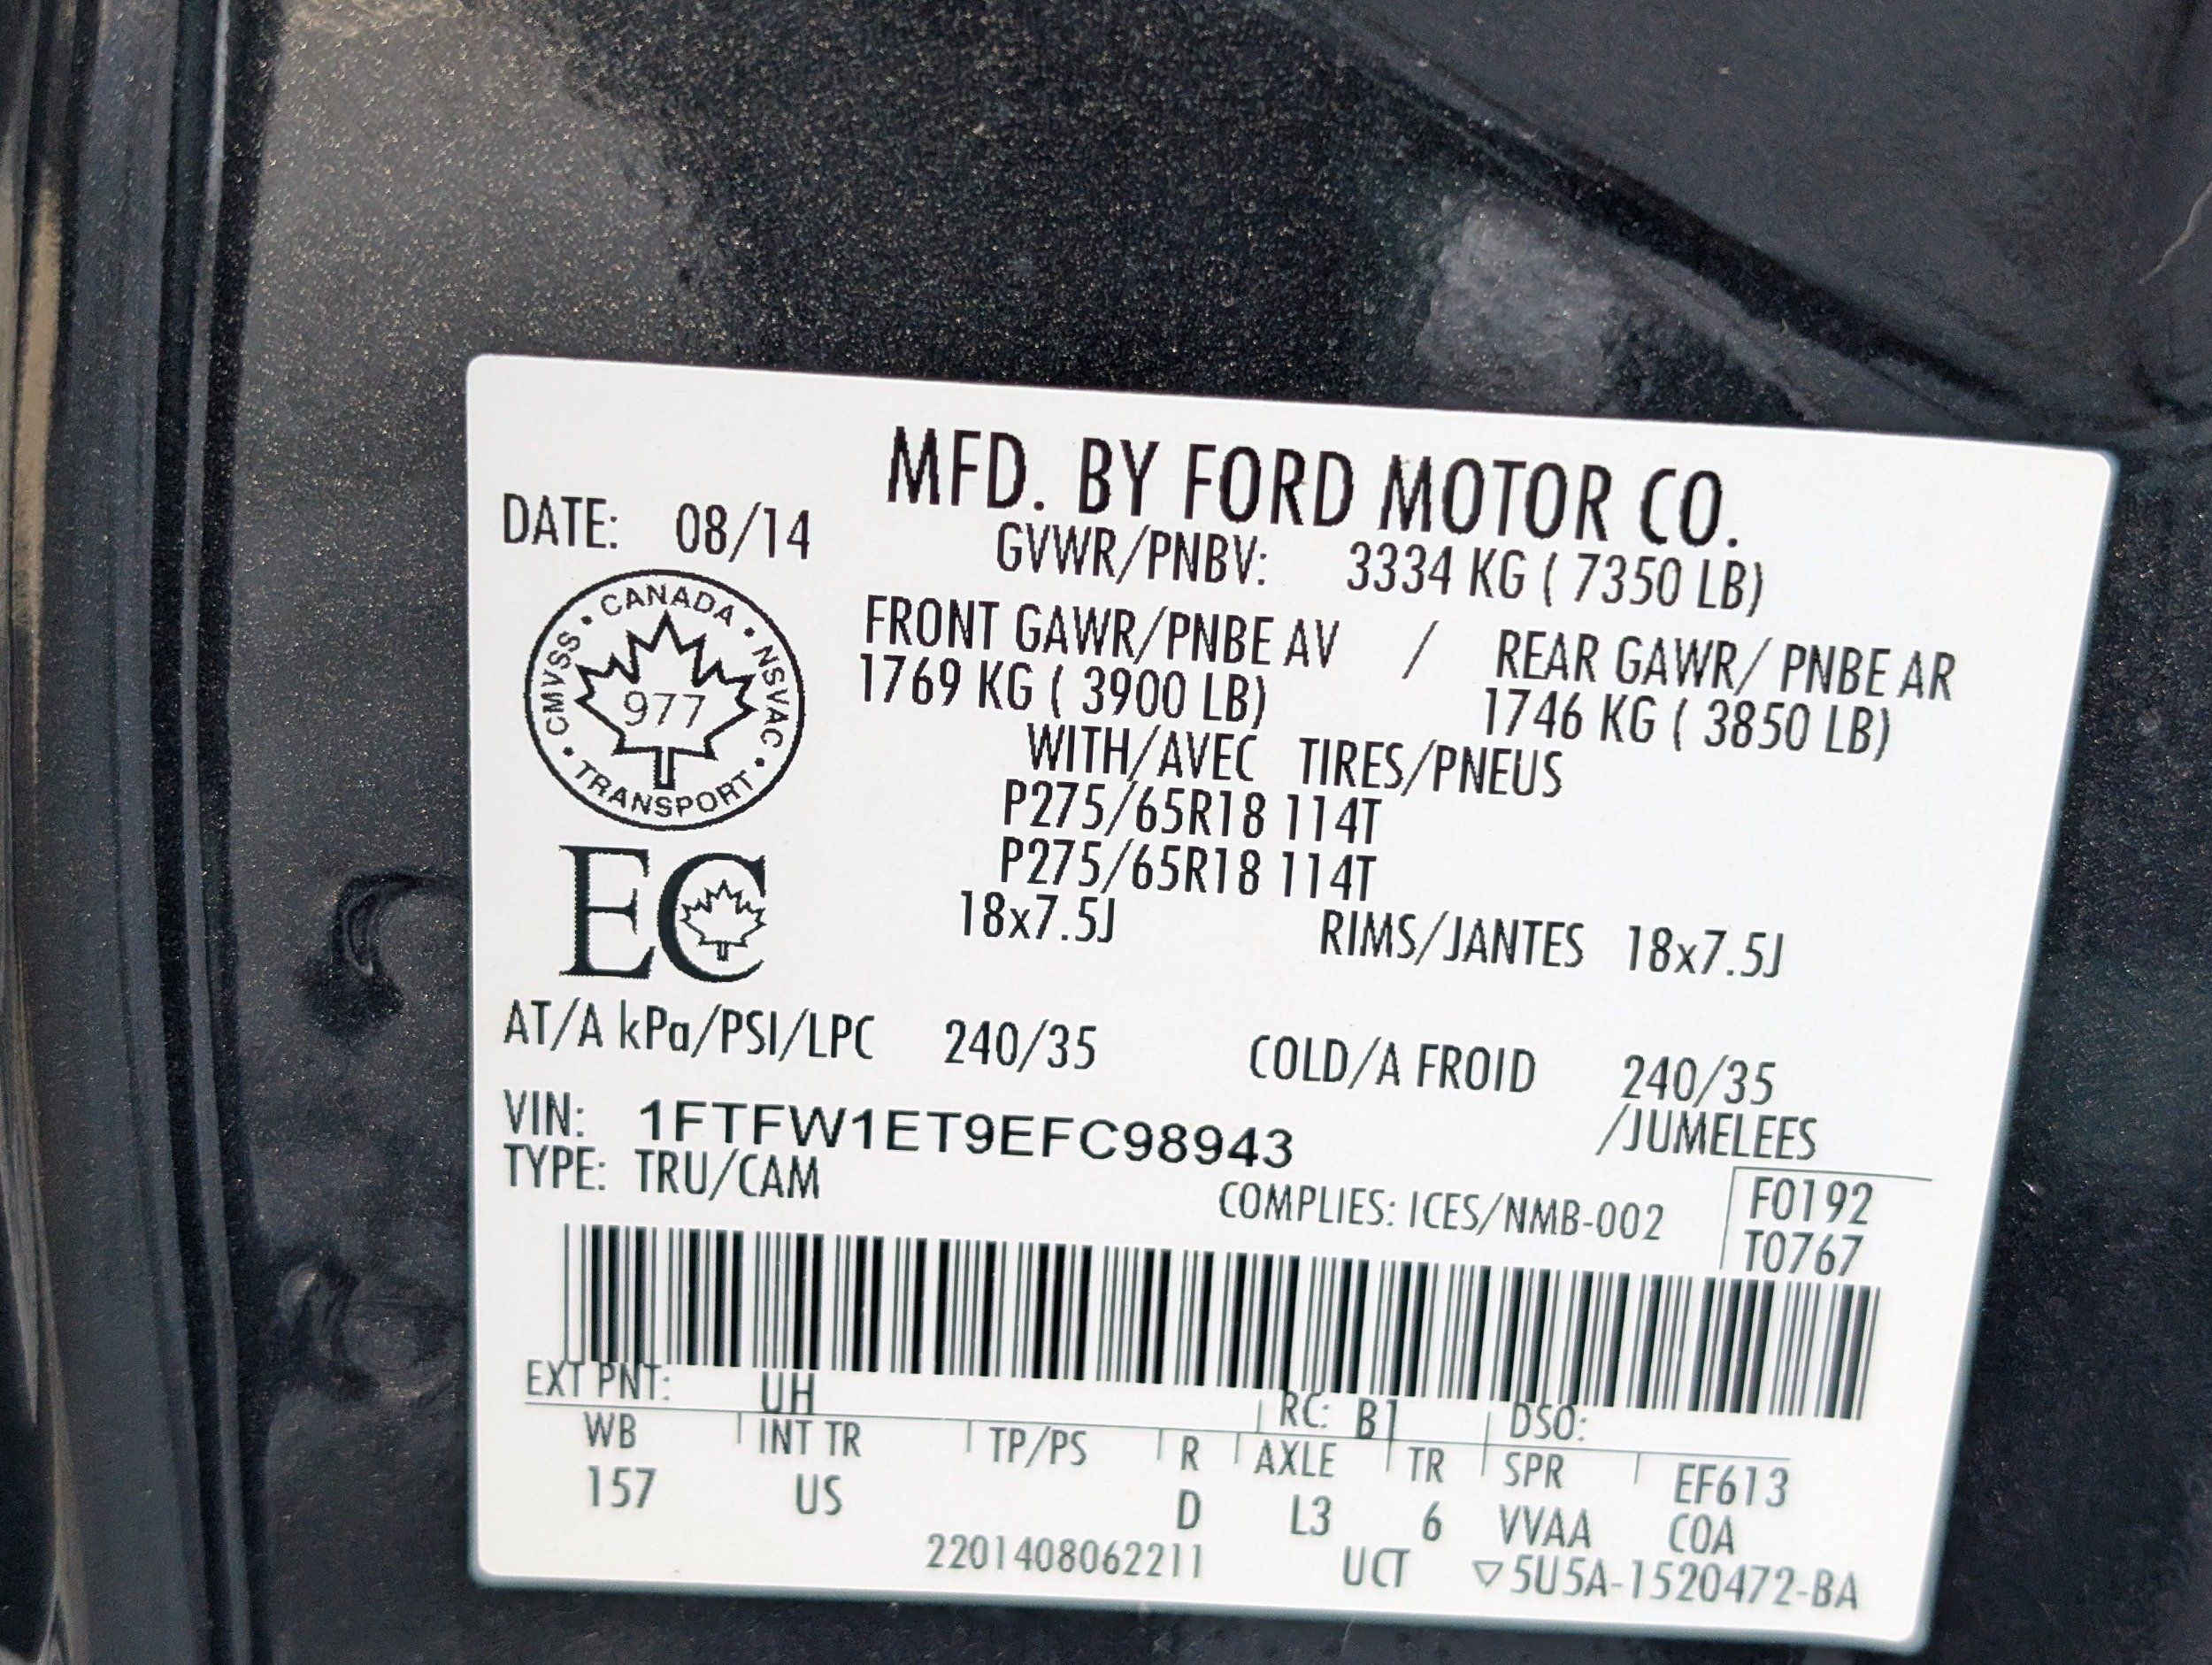 MFD. BY FORD MOTOR CO.
DATE: 08/14
GVWR/PNBV: 3334 KG ( 7350 LB)
FRONT GAWR/PNBE AV / REAR GAWR/ PNBE AR
1769 KG ( 3900 LB) 1746 KG ( 3850 LB)
WITH/AVEC TIRES/PNEUS
P275/65R18 114T
P275/65R18 114T
18x7.5J RIMS/JANTES 18x7.5J
CMVSS • CANADA • NSVAC • TRANSPORT •
977
EC
AT/A kPa/PSI/LPC 240/35 COLD/A FROID 240/35
VIN: 1FTFW1ET9EFC98943 /JUMELEES
TYPE: TRU/CAM
COMPLIES: ICES/NMB-002
F0192
T0767
EXT PNT: UH RC: B1 DSO:
WB INT TR TP/PS R AXLE TR SPR EF613
157 US D L3 6 VVAA COA
2201408062211 UCT ▽5U5A-1520472-BA